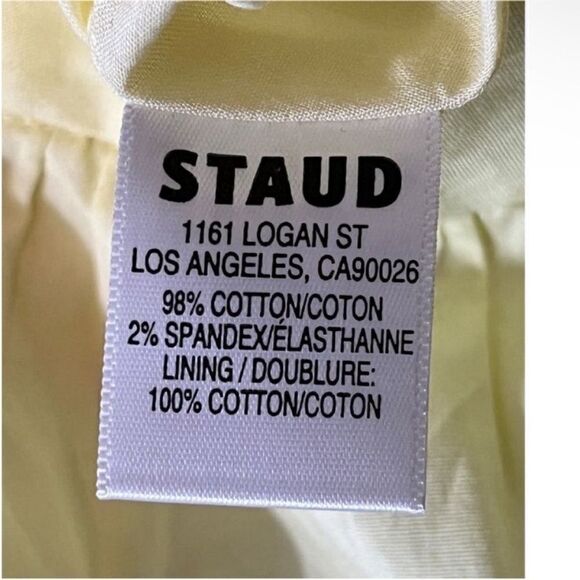 STAUD
1161 LOGAN ST
LOS ANGELES, CA90026
98% COTTON/COTON
2% SPANDEX/ÉLASTHANNE
LINING / DOUBLURE:
100% COTTON/COTON